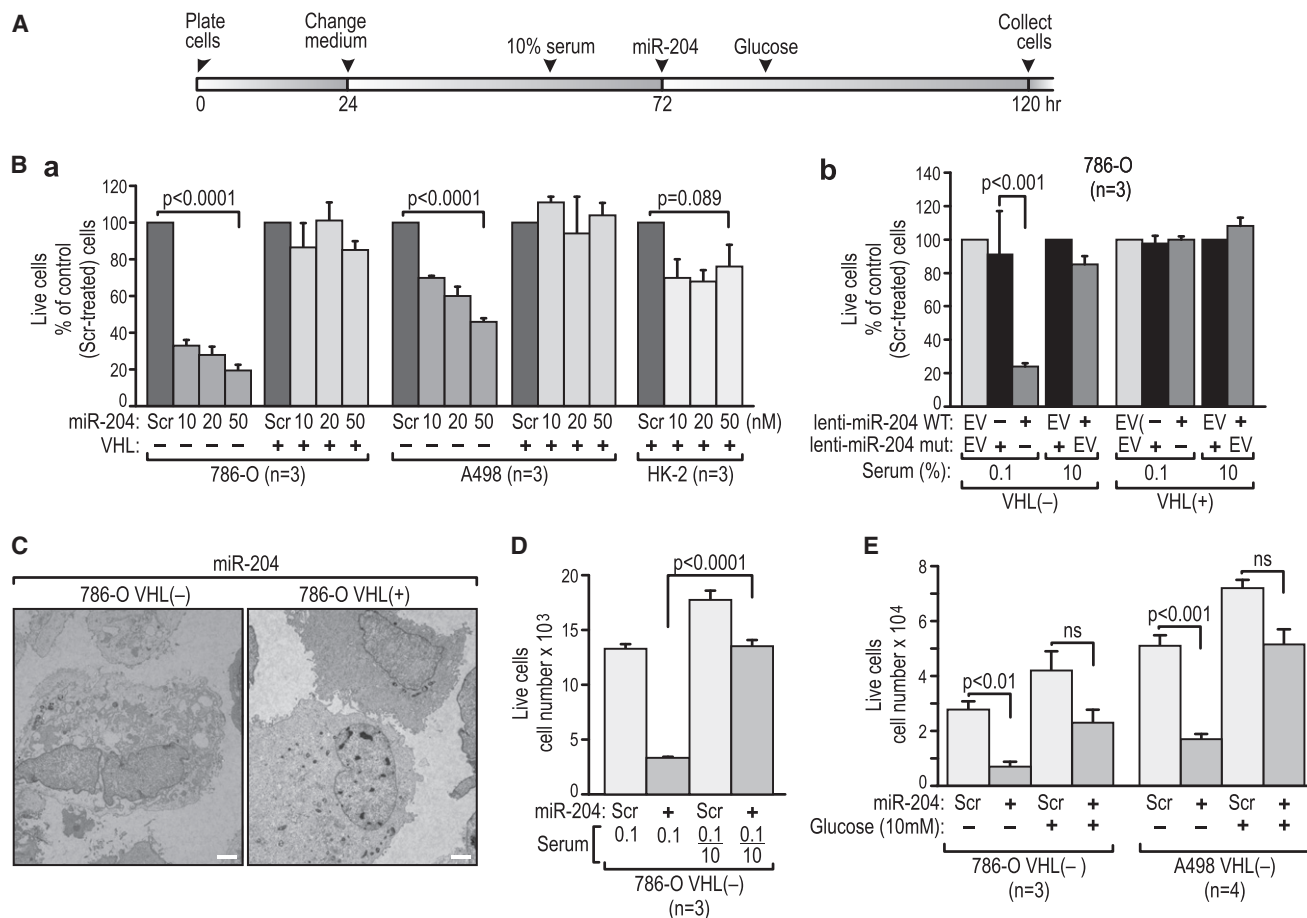 A
Plate cells
Change medium
10% serum
miR-204
Glucose
Collect cells
0
24
72
120 hr
B
a
Live cells
% of control
(Scr-treated) cells
120
100
80
60
40
20
0
p<0.0001
p<0.0001
p=0.089
miR-204: Scr 10 20 50 Scr 10 20 50 Scr 10 20 50 Scr 10 20 50 Scr 10 20 50 (nM)
VHL: – – – – + + + + – – – – + + + + + + + +
786-O (n=3)
A498 (n=3)
HK-2 (n=3)
b
786-O
(n=3)
Live cells
% of control
(Scr-treated) cells
140
120
100
80
60
40
20
0
p<0.001
lenti-miR-204 WT: EV – + EV + EV( – + EV +
lenti-miR-204 mut: EV + – + EV EV + – + EV
Serum (%): 0.1 10 0.1 10
VHL(–)
VHL(+)
C
miR-204
786-O VHL(–)
786-O VHL(+)
D
Live cells
cell number x 10³
20
15
10
5
0
p<0.0001
miR-204: Scr + Scr +
Serum 0.1 0.1 0.1/10 0.1/10
786-O VHL(–)
(n=3)
E
Live cells
cell number x 10⁴
8
6
4
2
0
p<0.01
ns
p<0.001
ns
miR-204: Scr + Scr + Scr + Scr +
Glucose (10mM): – – + + – – + +
786-O VHL(– )
(n=3)
A498 VHL(–)
(n=4)